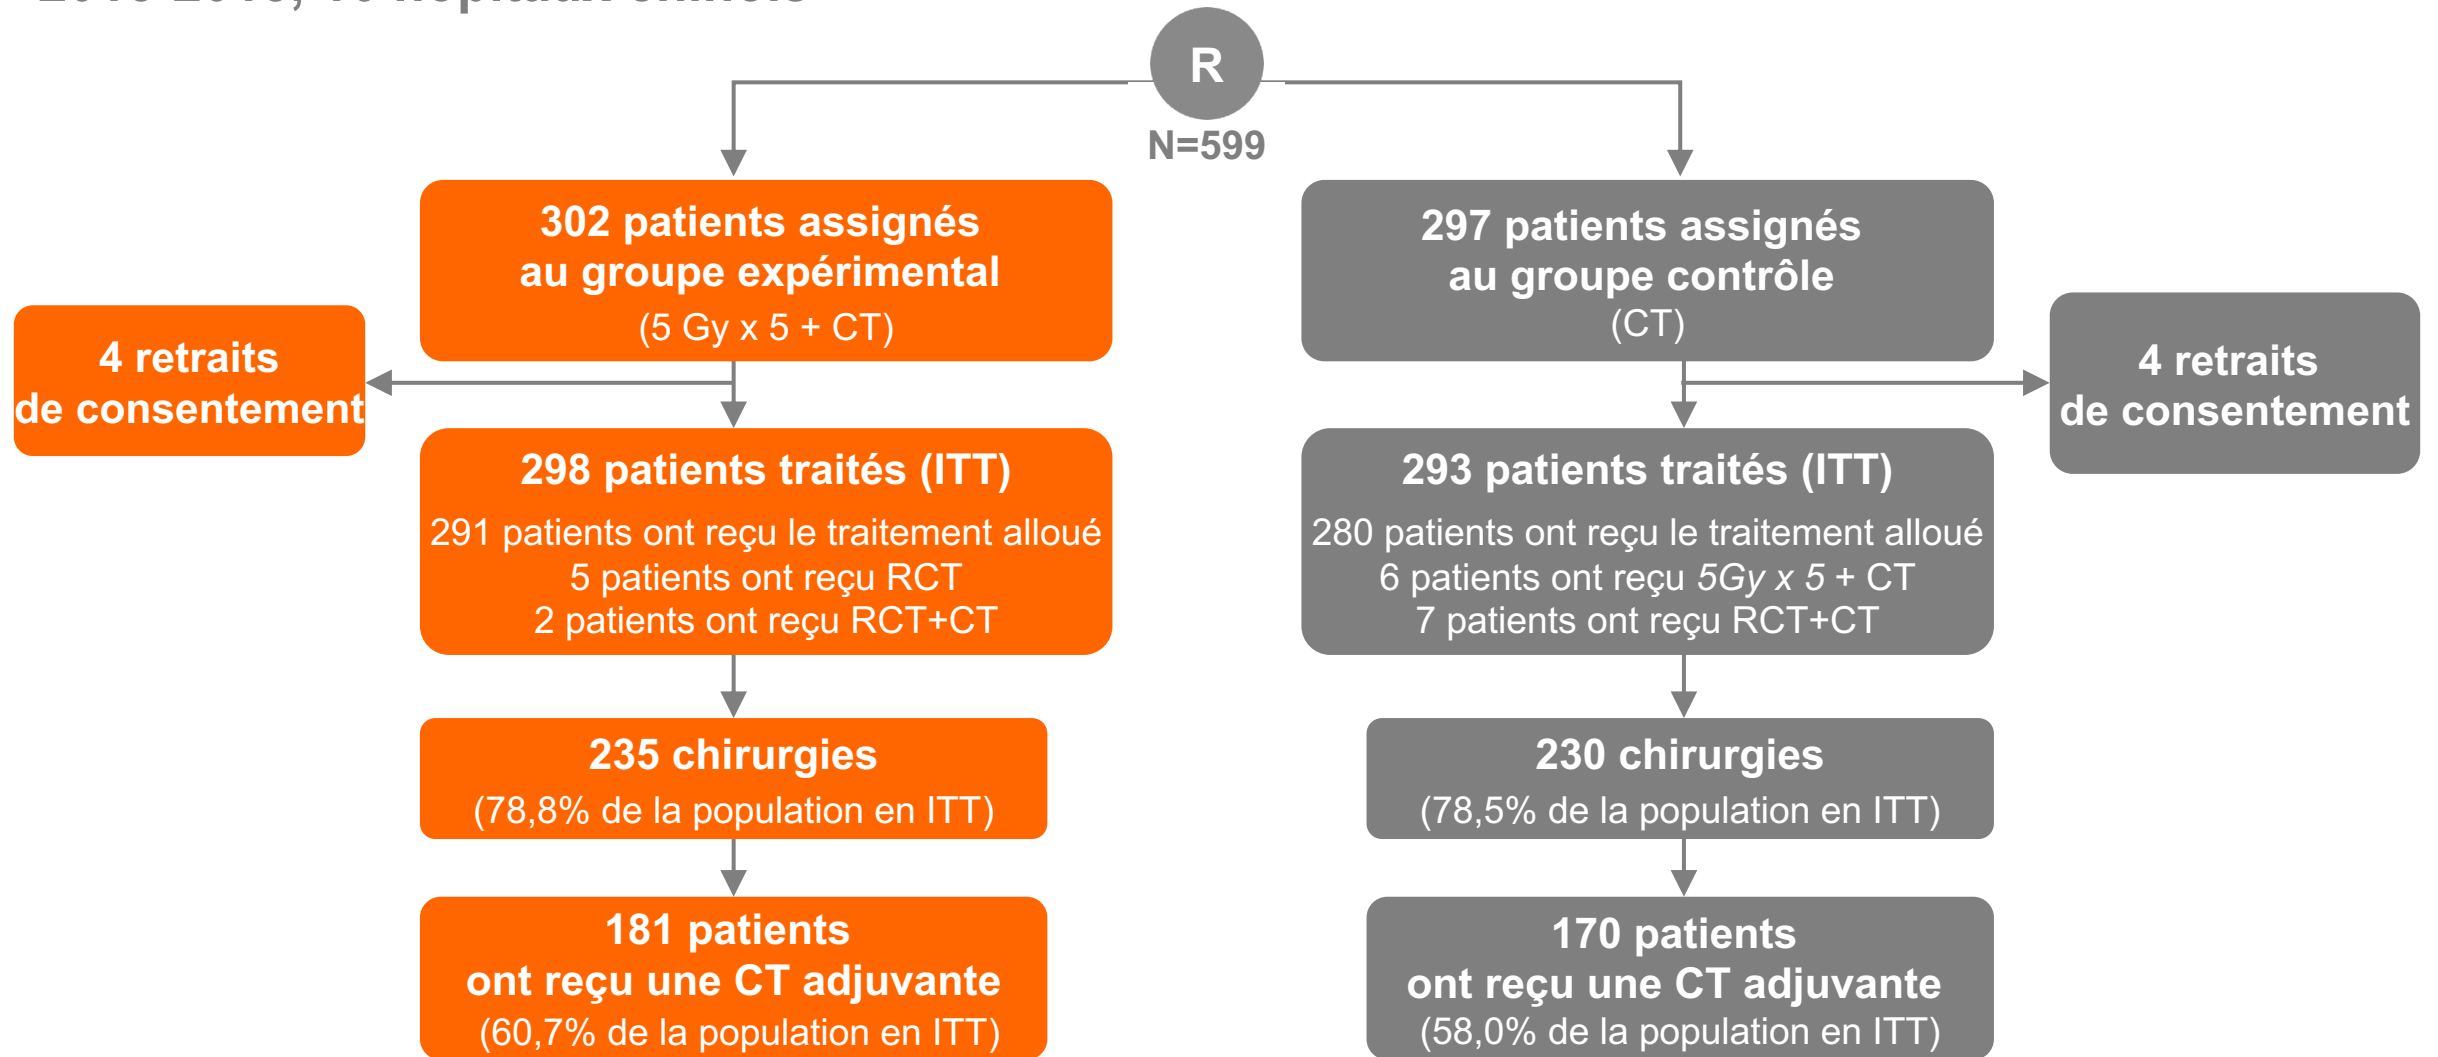 R
N=599
302 patients assignés
au groupe expérimental
(5 Gy x 5 + CT)
297 patients assignés
au groupe contrôle
(CT)
4 retraits
de consentement
4 retraits
de consentement
298 patients traités (ITT)
291 patients ont reçu le traitement alloué
5 patients ont reçu RCT
2 patients ont reçu RCT+CT
293 patients traités (ITT)
280 patients ont reçu le traitement alloué
6 patients ont reçu 5Gy x 5 + CT
7 patients ont reçu RCT+CT
235 chirurgies
(78,8% de la population en ITT)
230 chirurgies
(78,5% de la population en ITT)
181 patients
ont reçu une CT adjuvante
(60,7% de la population en ITT)
170 patients
ont reçu une CT adjuvante
(58,0% de la population en ITT)